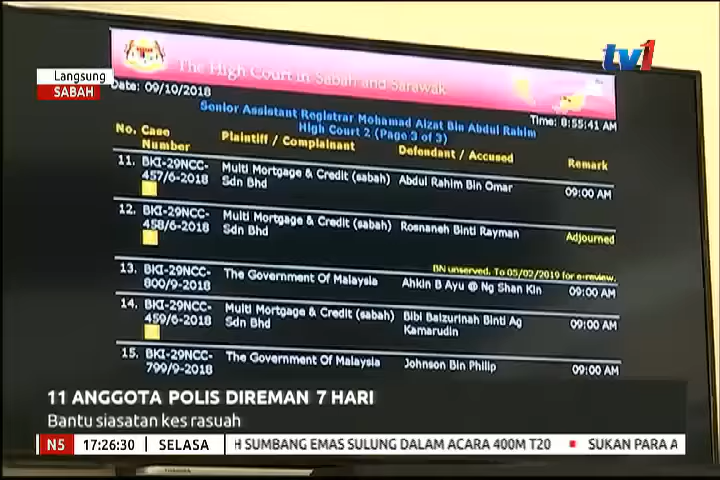 tv1
Langsung
SABAH
The High Court in Sabah and Sarawak
Date: 09/10/2018
Time: 8:55:41 AM
Senior Assistant Registrar Mohamad Aizat Bin Abdul Rahim
High Court 2 (Page 3 of 3)
No. Case Number Plaintiff / Complainant Defendant / Accused Remark
11. BKI-29NCC-457/6-2018 Multi Mortgage & Credit (sabah) Sdn Bhd Abdul Rahim Bin Omar 09:00 AM
12. BKI-29NCC-458/6-2018 Multi Mortgage & Credit (sabah) Sdn Bhd Rosnaneh Binti Rayman Adjourned
BN unserved. To 05/02/2019 for e-review.
13. BKI-29NCC-800/9-2018 The Government Of Malaysia Ahkin B Ayu @ Ng Shan Kin 09:00 AM
14. BKI-29NCC-459/6-2018 Multi Mortgage & Credit (sabah) Sdn Bhd Bibi Baizurinah Binti Ag Kamarudin 09:00 AM
15. BKI-29NCC-799/9-2018 The Government Of Malaysia Johnson Bin Philip 09:00 AM
11 ANGGOTA POLIS DIREMAN 7 HARI
Bantu siasatan kes rasuah
N5 17:26:30 SELASA H SUMBANG EMAS SULUNG DALAM ACARA 400M T20 SUKAN PARA A